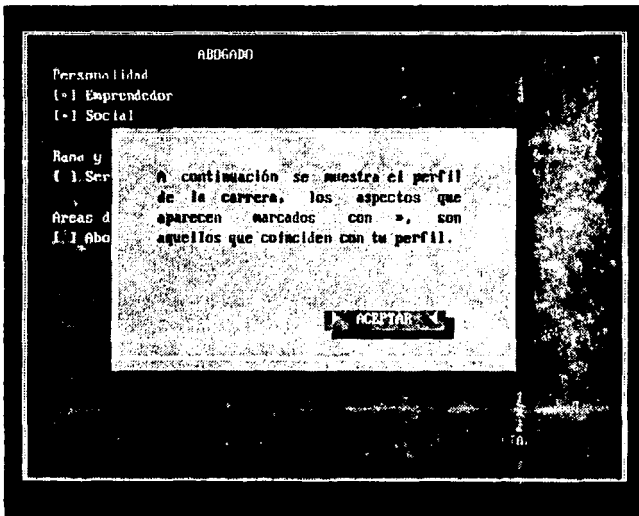 ABOGADO
Personalidad
[*] Emprendedor
[*] Social
Rama y
[ ] Ser
Areas d
[ ] Abo
A continuación se muestra el perfil
de la carrera, los aspectos que
aparecen marcados con », son
aquellos que coinciden con tu perfil.
ACEPTAR